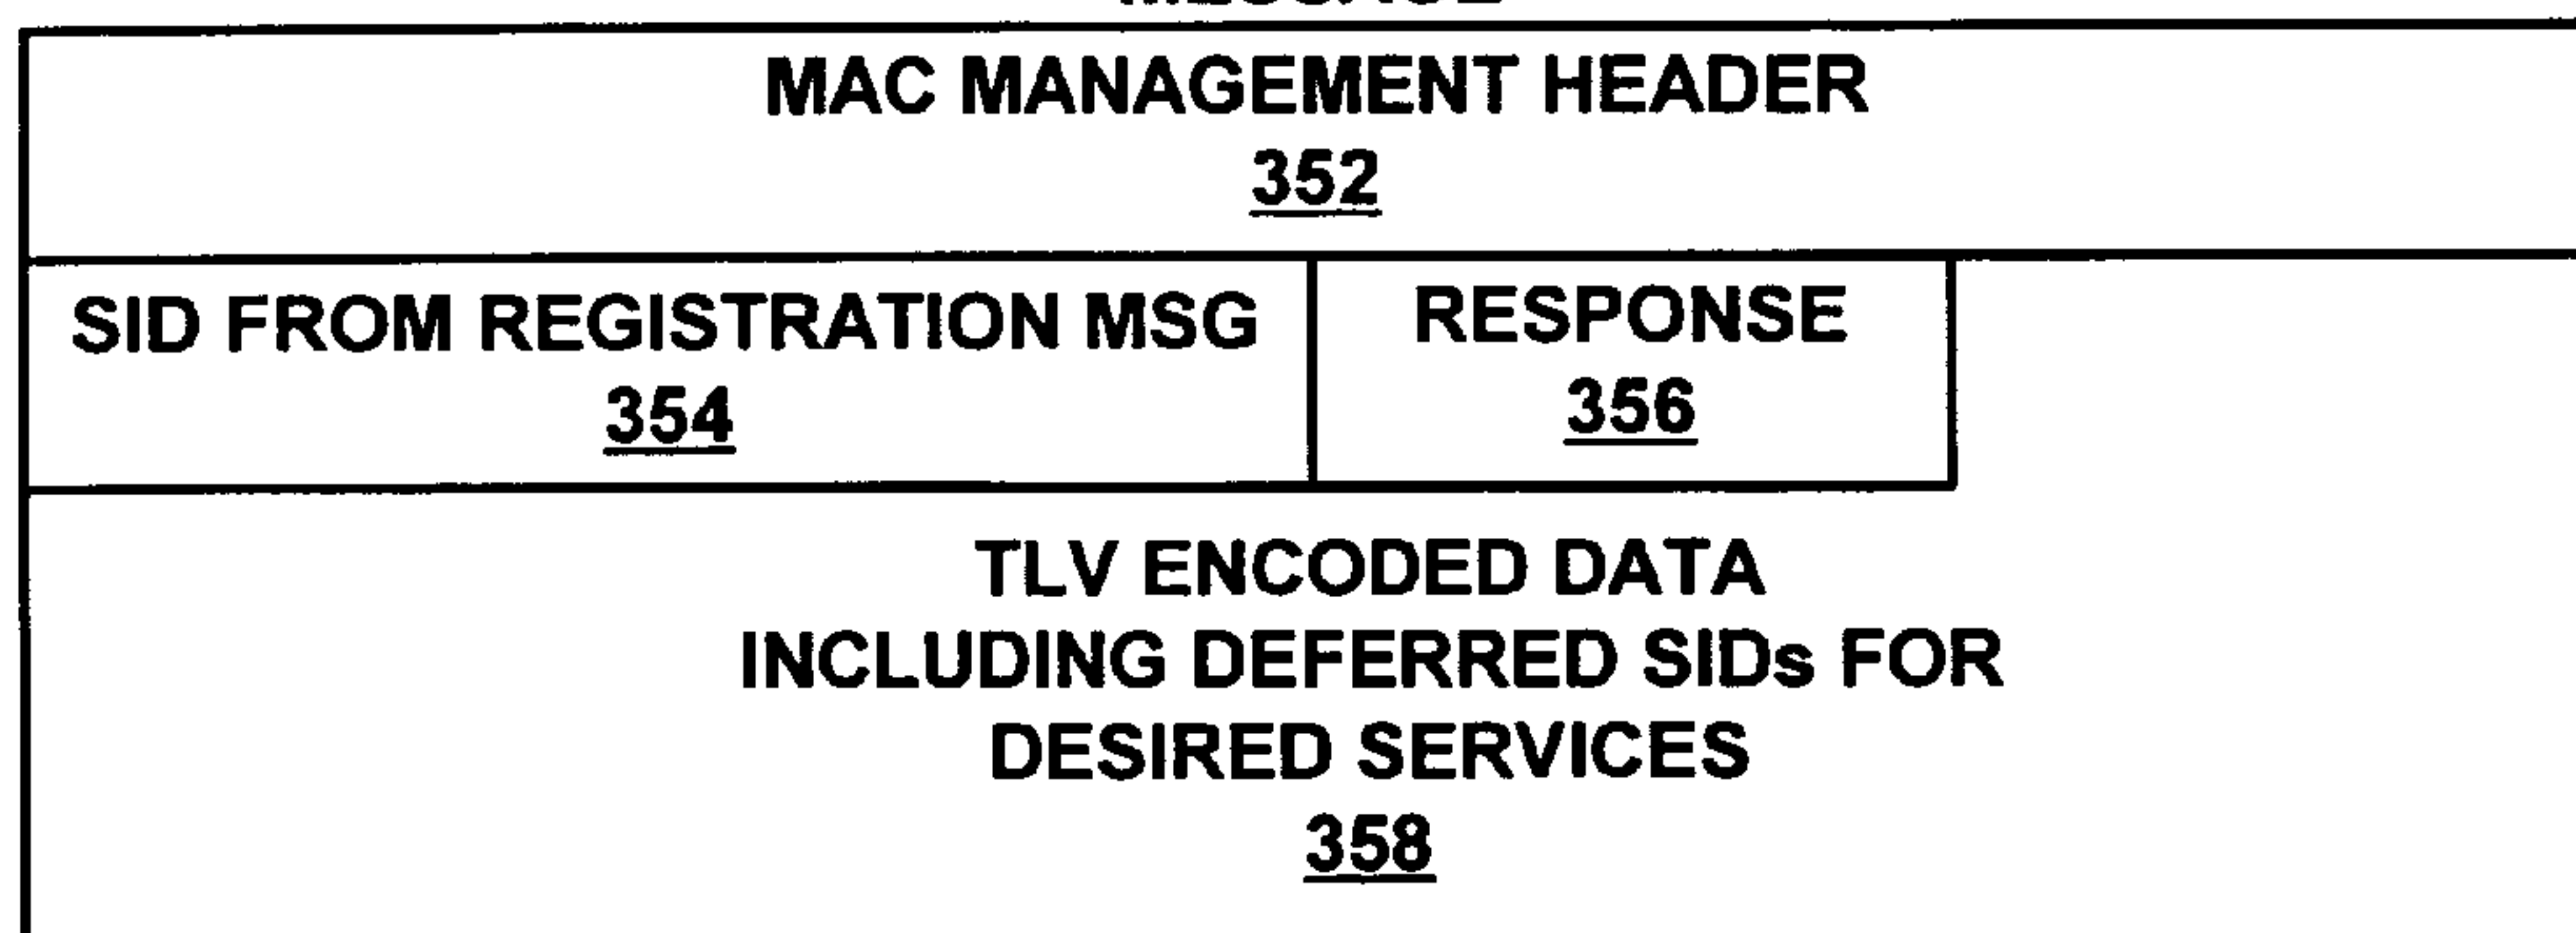 MAC MANAGEMENT HEADER
352
SID FROM REGISTRATION MSG
354
RESPONSE
356
TLV ENCODED DATA
INCLUDING DEFERRED SIDs FOR
DESIRED SERVICES
358